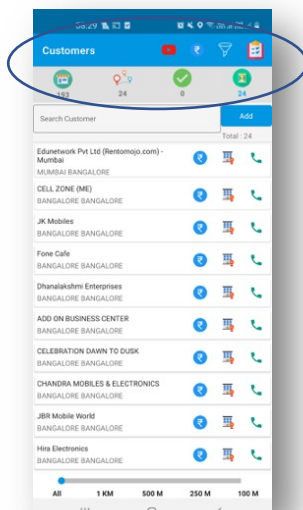 08:29
Customers
193 24 0 24
Search Customer Add
Total : 24
Edunetwork Pvt Ltd (Rentomojo.com) -
Mumbai
MUMBAI BANGALORE
CELL ZONE (ME)
BANGALORE BANGALORE
JK Mobiles
BANGALORE BANGALORE
Fone Cafe
BANGALORE BANGALORE
Dhanalakshmi Enterprises
BANGALORE BANGALORE
ADD ON BUSINESS CENTER
BANGALORE BANGALORE
CELEBRATION DAWN TO DUSK
BANGALORE BANGALORE
CHANDRA MOBILES & ELECTRONICS
BANGALORE BANGALORE
JBR Mobile World
BANGALORE BANGALORE
Hira Electronics
BANGALORE BANGALORE
All 1 KM 500 M 250 M 100 M